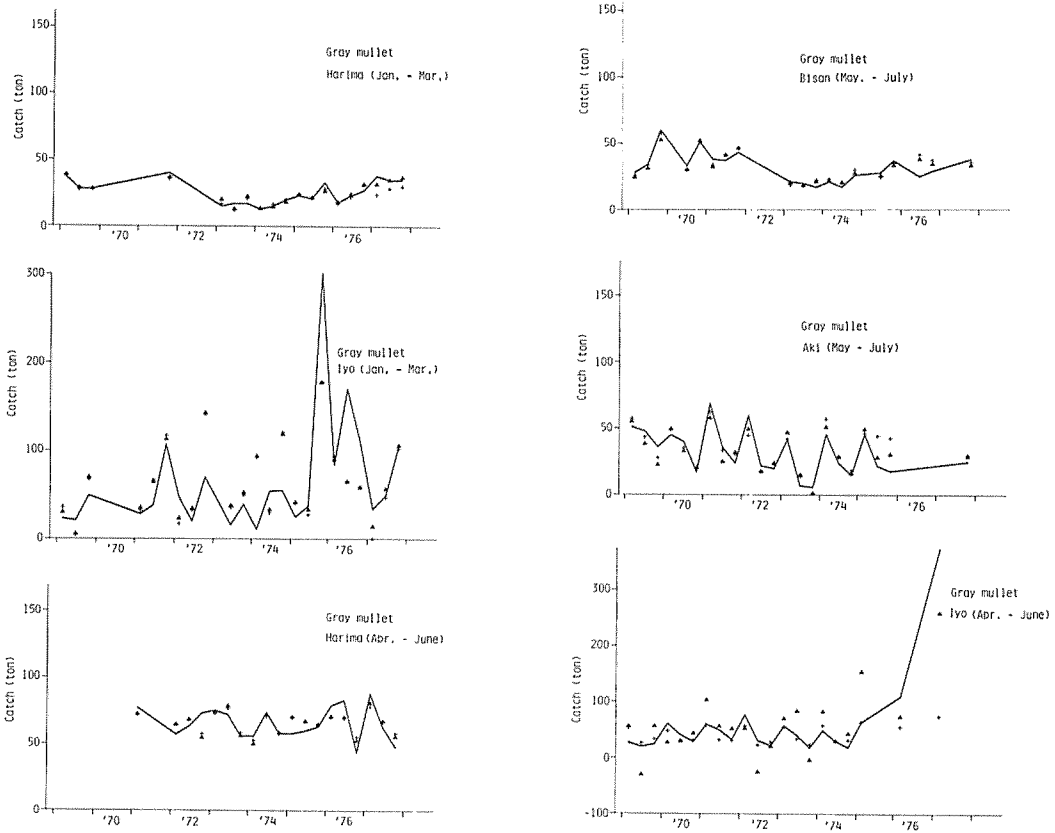 150
100
50
0
Catch (ton)
Gray mullet
Harima (Jan. - Mar.)
'70
'72
'74
'76
150
100
50
0
Catch (ton)
Gray mullet
Bisan (May. - July)
'70
'72
'74
'76
300
200
100
0
Catch (ton)
Gray mullet
Iyo (Jan. - Mar.)
'70
'72
'74
'76
150
100
50
0
Catch (ton)
Gray mullet
Aki (May - July)
'70
'72
'74
'76
150
100
50
0
Catch (ton)
Gray mullet
Harima (Apr. - June)
'70
'72
'74
'76
300
200
100
0
-100
Catch (ton)
Gray mullet
Iyo (Apr. - June)
'70
'72
'74
'76